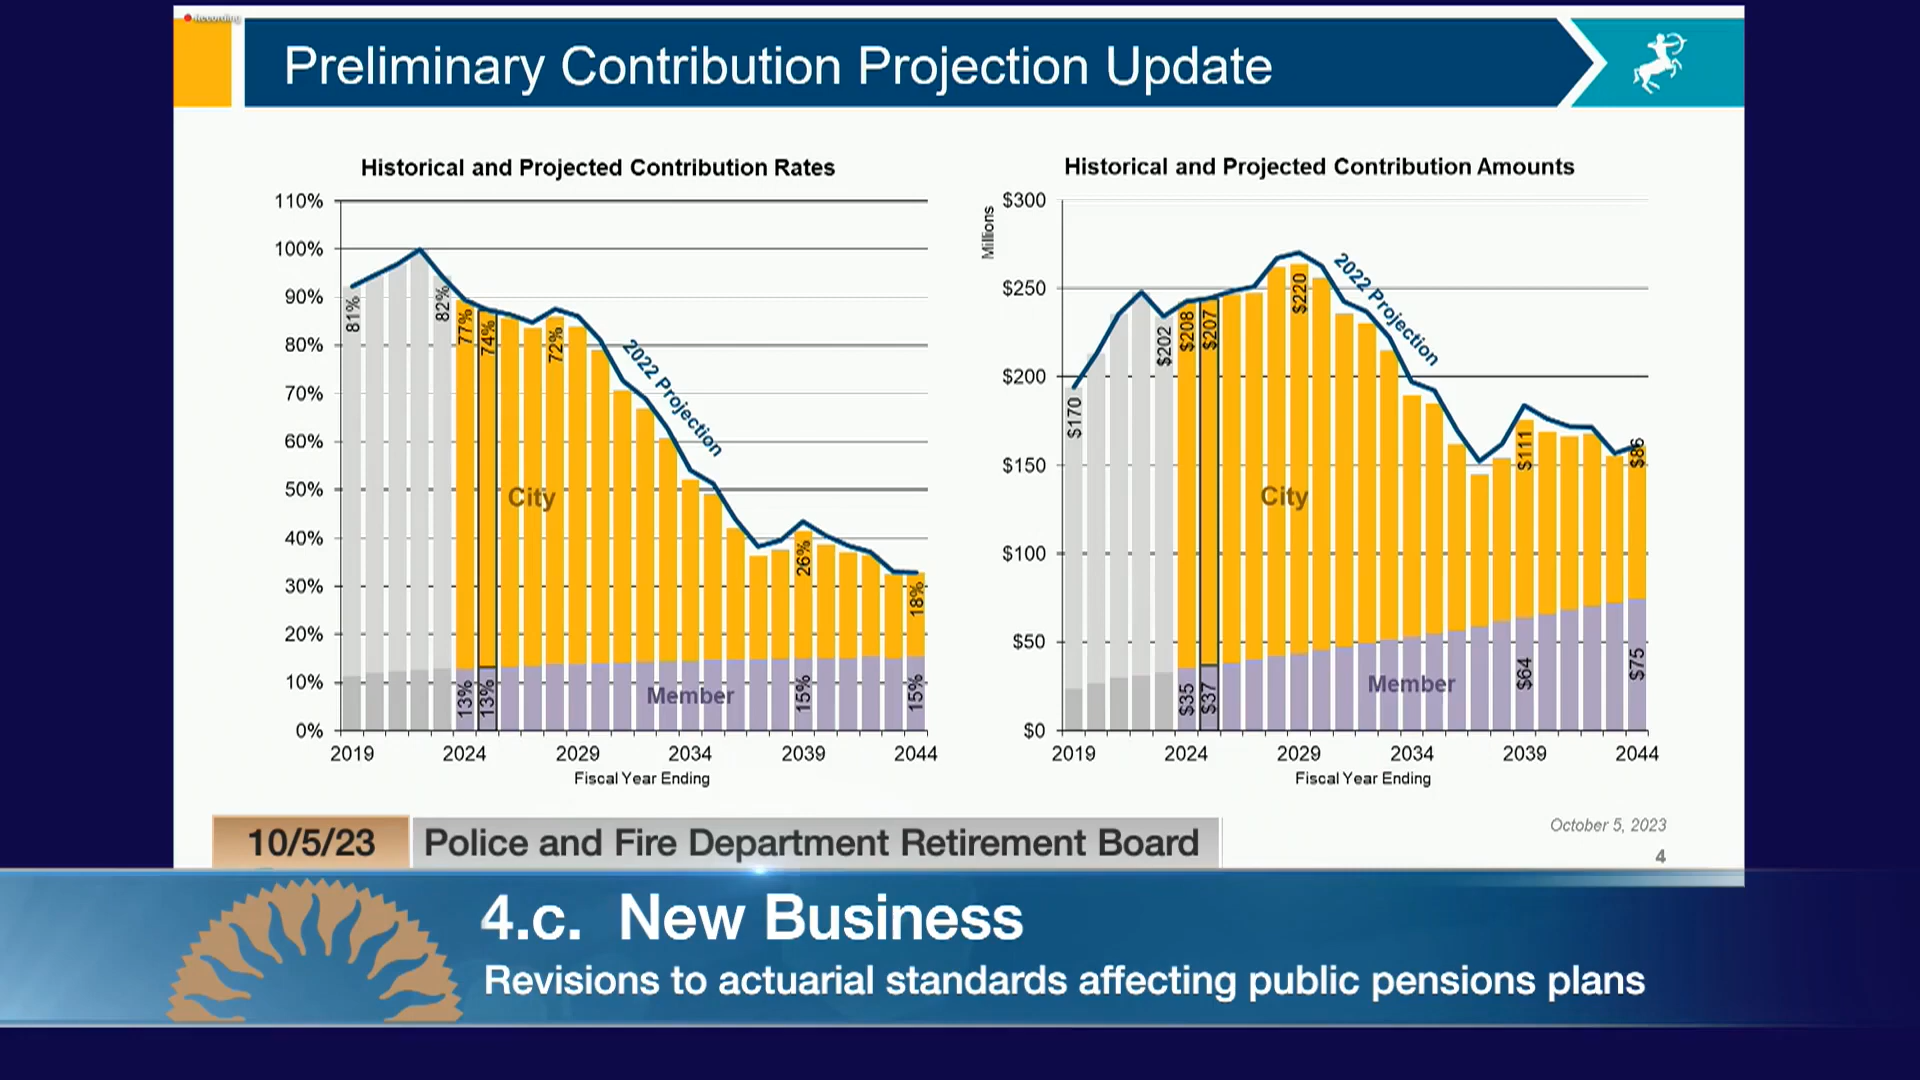 Recording
Preliminary Contribution Projection Update
Historical and Projected Contribution Rates
110%
100%
90%
80%
70%
60%
50%
40%
30%
20%
10%
0%
81%
82%
77%
74%
72%
26%
18%
2022 Projection
City
Member
13%
13%
15%
15%
2019 2024 2029 2034 2039 2044
Fiscal Year Ending
Historical and Projected Contribution Amounts
Millions
$300
$250
$200
$150
$100
$50
$0
$170
$202
$208
$207
$220
$111
$86
2022 Projection
City
Member
$35
$37
$64
$75
2019 2024 2029 2034 2039 2044
Fiscal Year Ending
October 5, 2023
4
10/5/23 Police and Fire Department Retirement Board
4.c. New Business
Revisions to actuarial standards affecting public pensions plans